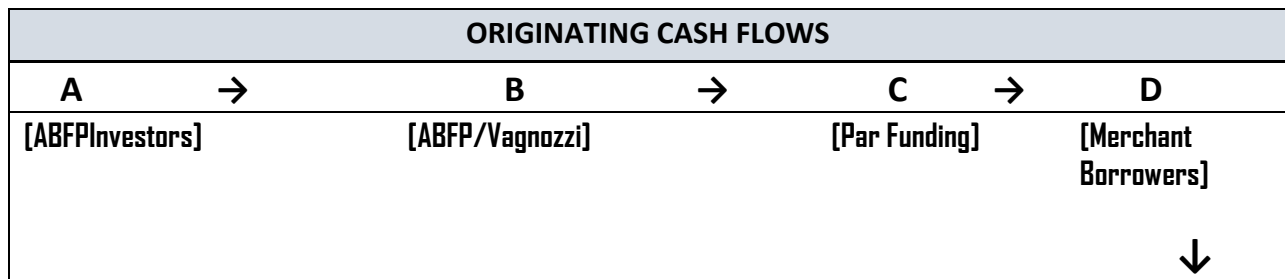 ORIGINATING CASH FLOWS
A → B → C → D
[ABFPInvestors] [ABFP/Vagnozzi] [Par Funding] [Merchant
Borrowers]
↓